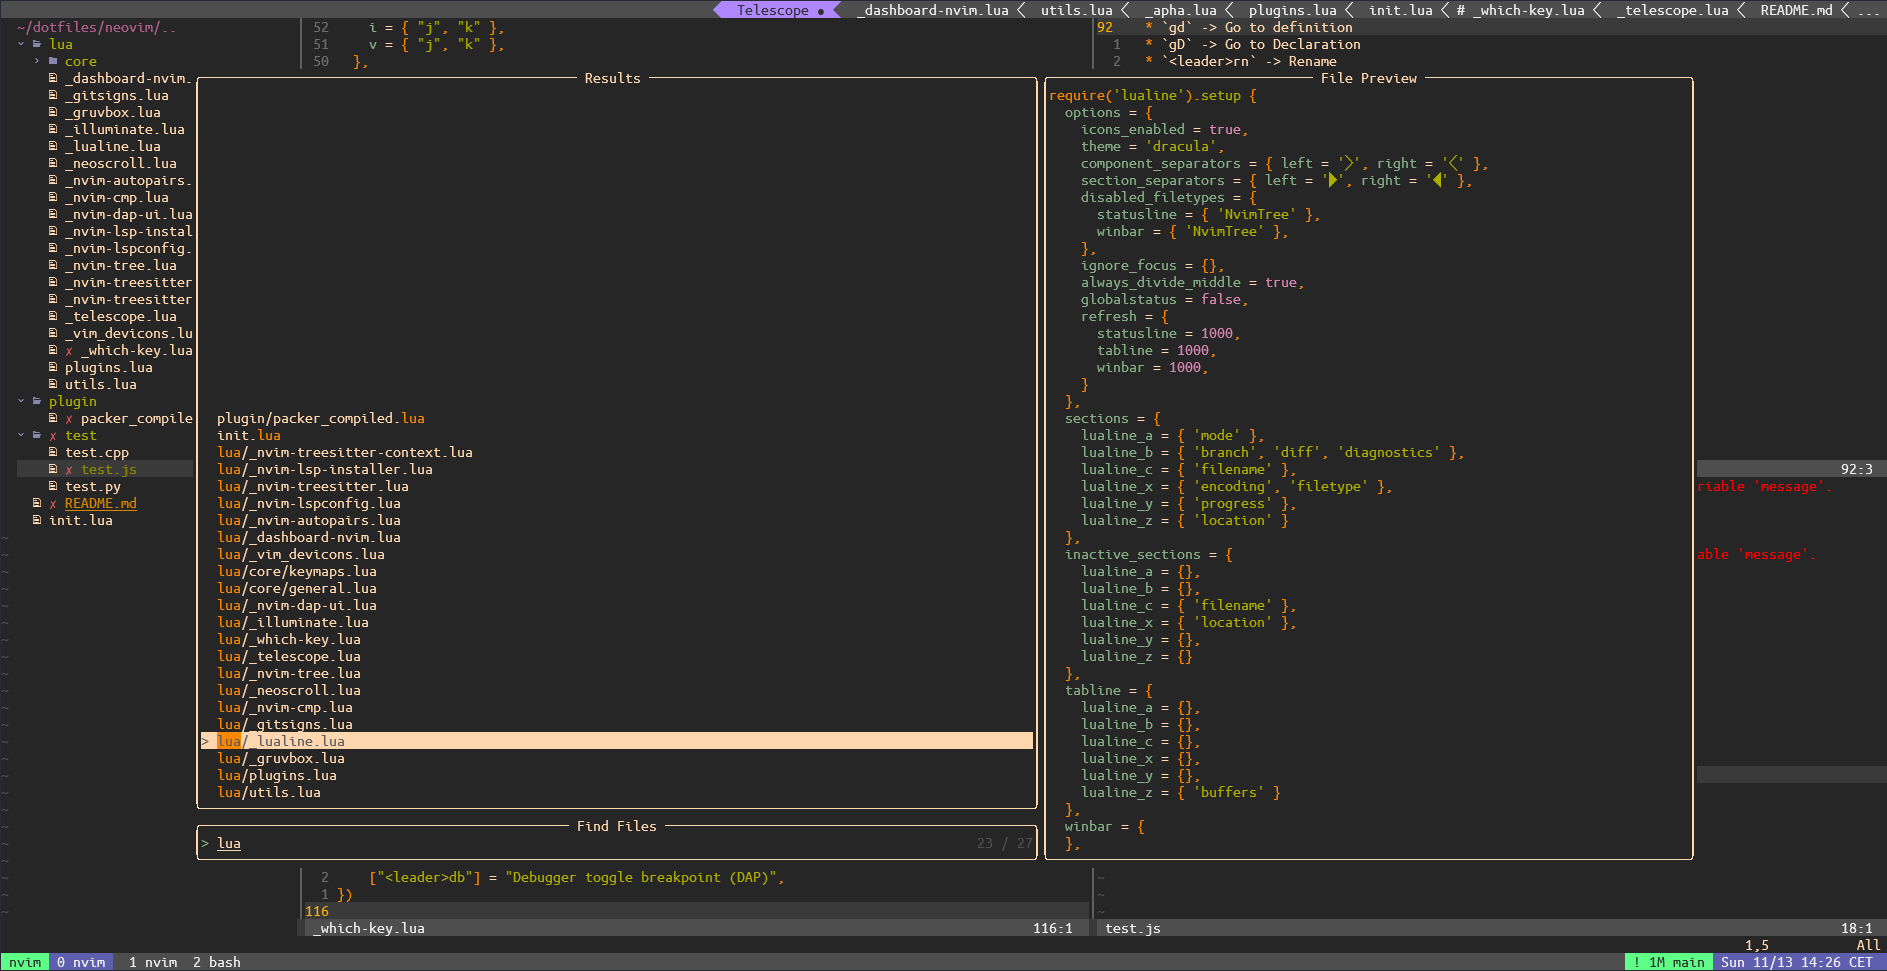 Telescope ● _dashboard-nvim.lua utils.lua _apha.lua plugins.lua init.lua # _which-key.lua _telescope.lua README.md ...
~/dotfiles/neovim/..
lua
core
_dashboard-nvim.
_gitsigns.lua
_gruvbox.lua
_illuminate.lua
_lualine.lua
_neoscroll.lua
_nvim-autopairs.
_nvim-cmp.lua
_nvim-dap-ui.lua
_nvim-lsp-instal
_nvim-lspconfig.
_nvim-tree.lua
_nvim-treesitter
_nvim-treesitter
_telescope.lua
_vim_devicons.lu
✗ _which-key.lua
plugins.lua
utils.lua
plugin
✗ packer_compile
✗ test
test.cpp
✗ test.js
test.py
✗ README.md
init.lua
52 i = { "j", "k" },
51 v = { "j", "k" },
50 },
92 * `gd` -> Go to definition
1 * `gD` -> Go to Declaration
2 * `<leader>rn` -> Rename
Results
plugin/packer_compiled.lua
init.lua
lua/_nvim-treesitter-context.lua
lua/_nvim-lsp-installer.lua
lua/_nvim-treesitter.lua
lua/_nvim-lspconfig.lua
lua/_nvim-autopairs.lua
lua/_dashboard-nvim.lua
lua/_vim_devicons.lua
lua/core/keymaps.lua
lua/core/general.lua
lua/_nvim-dap-ui.lua
lua/_illuminate.lua
lua/_which-key.lua
lua/_telescope.lua
lua/_nvim-tree.lua
lua/_neoscroll.lua
lua/_nvim-cmp.lua
lua/_gitsigns.lua
> lua/_lualine.lua
lua/_gruvbox.lua
lua/plugins.lua
lua/utils.lua
Find Files
> lua 23 / 27
File Preview
require('lualine').setup {
options = {
icons_enabled = true,
theme = 'dracula',
component_separators = { left = '', right = '' },
section_separators = { left = '', right = '' },
disabled_filetypes = {
statusline = { 'NvimTree' },
winbar = { 'NvimTree' },
},
ignore_focus = {},
always_divide_middle = true,
globalstatus = false,
refresh = {
statusline = 1000,
tabline = 1000,
winbar = 1000,
}
},
sections = {
lualine_a = { 'mode' },
lualine_b = { 'branch', 'diff', 'diagnostics' },
lualine_c = { 'filename' },
lualine_x = { 'encoding', 'filetype' },
lualine_y = { 'progress' },
lualine_z = { 'location' }
},
inactive_sections = {
lualine_a = {},
lualine_b = {},
lualine_c = { 'filename' },
lualine_x = { 'location' },
lualine_y = {},
lualine_z = {}
},
tabline = {
lualine_a = {},
lualine_b = {},
lualine_c = {},
lualine_x = {},
lualine_y = {},
lualine_z = { 'buffers' }
},
winbar = {
},
92:3
riable 'message'.
able 'message'.
2 ["<leader>db"] = "Debugger toggle breakpoint (DAP)",
1 })
116
_which-key.lua 116:1
~
~
~
test.js 18:1
1,5 All
nvim 0 nvim 1 nvim 2 bash ! 1M main Sun 11/13 14:26 CET